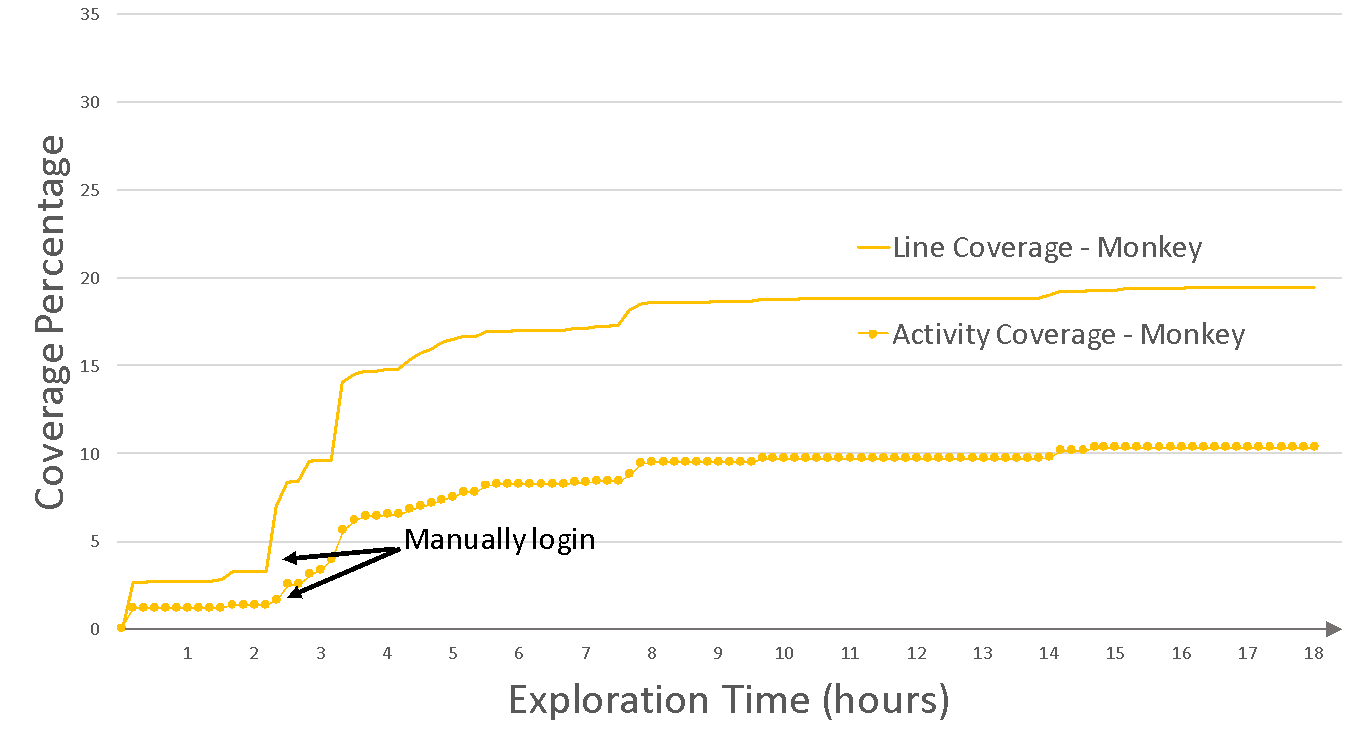 35
30
25
20
15
10
5
0
Coverage Percentage
Line Coverage - Monkey
Activity Coverage - Monkey
Manually login
1 2 3 4 5 6 7 8 9 10 11 12 13 14 15 16 17 18
Exploration Time (hours)